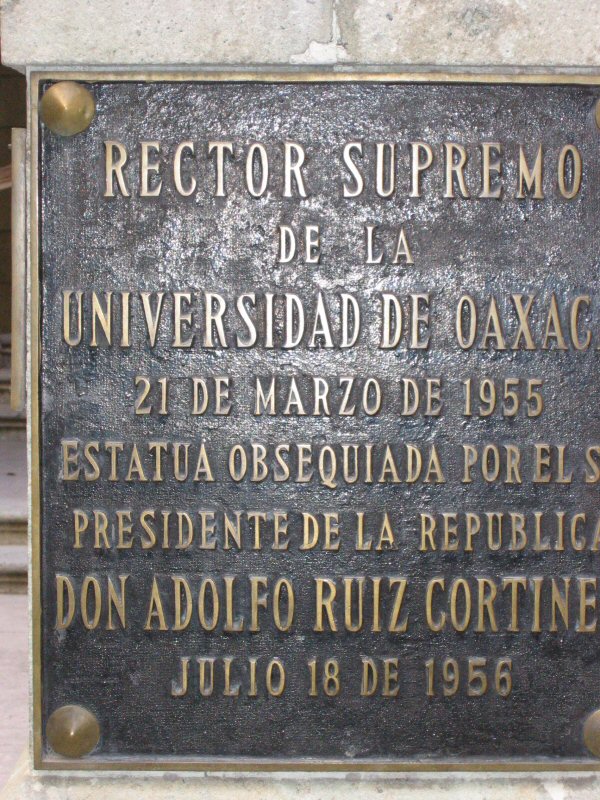 RECTOR SUPREMO
DE LA
UNIVERSIDAD DE OAXAC
21 DE MARZO DE 1955
ESTATUA OBSEQUIADA POR EL S
PRESIDENTE DE LA REPUBLICA
DON ADOLFO RUIZ CORTINE
JULIO 18 DE 1956